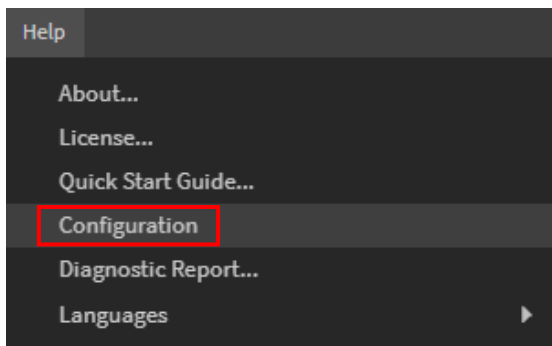 Help
About...
License...
Quick Start Guide...
Configuration
Diagnostic Report...
Languages